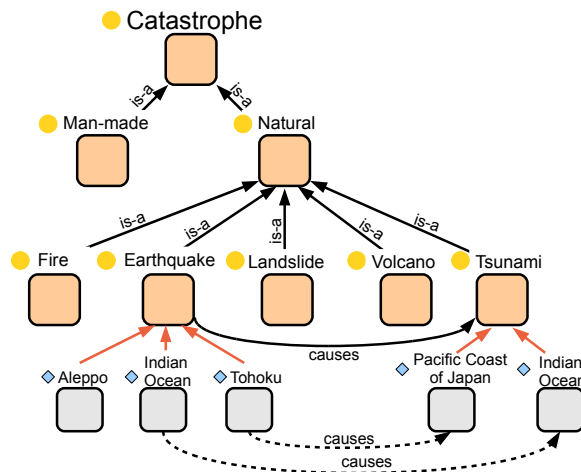 Catastrophe
is-a
is-a
Man-made
Natural
is-a
is-a
is-a
is-a
is-a
Fire
Earthquake
Landslide
Volcano
Tsunami
causes
Aleppo
Indian
Ocean
Tohoku
Pacific Coast
of Japan
Indian
Ocean
causes
causes